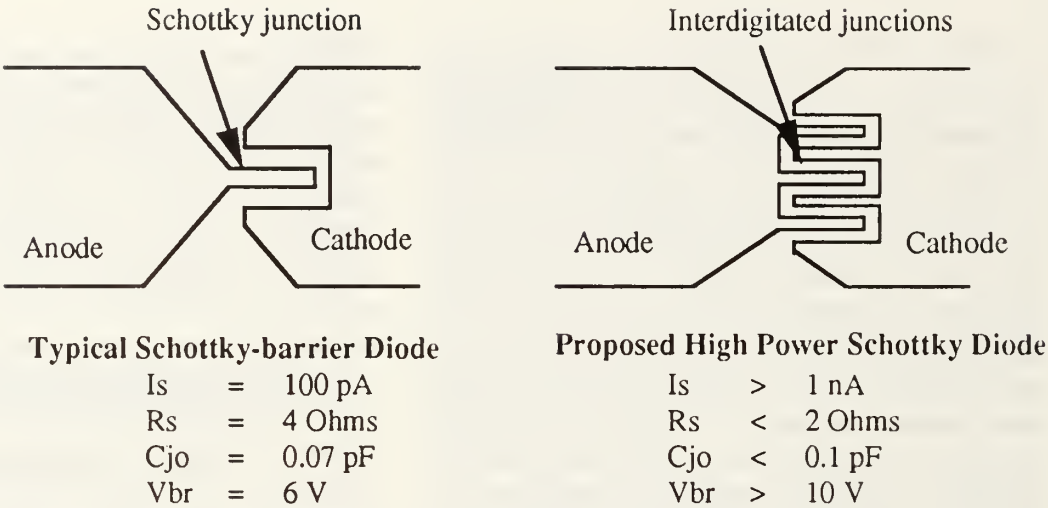 Schottky junction
Anode
Cathode
Typical Schottky-barrier Diode
Is = 100 pA
Rs = 4 Ohms
Cjo = 0.07 pF
Vbr = 6 V
Interdigitated junctions
Anode
Cathode
Proposed High Power Schottky Diode
Is > 1 nA
Rs < 2 Ohms
Cjo < 0.1 pF
Vbr > 10 V